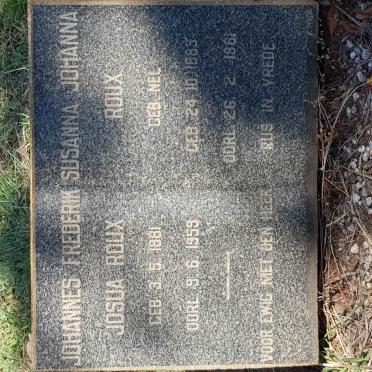 JOHANNES FREDERIK
JOSUA ROUX
GEB 3. 5. 1881
OORL 9. 6. 1959
SUSANNA JOHANNA
ROUX
GEB NEL
GEB 24. 10. 1883
OORL 26. 2. 1961
VOOR EWIG MET DEN HEER RUS IN VREDE